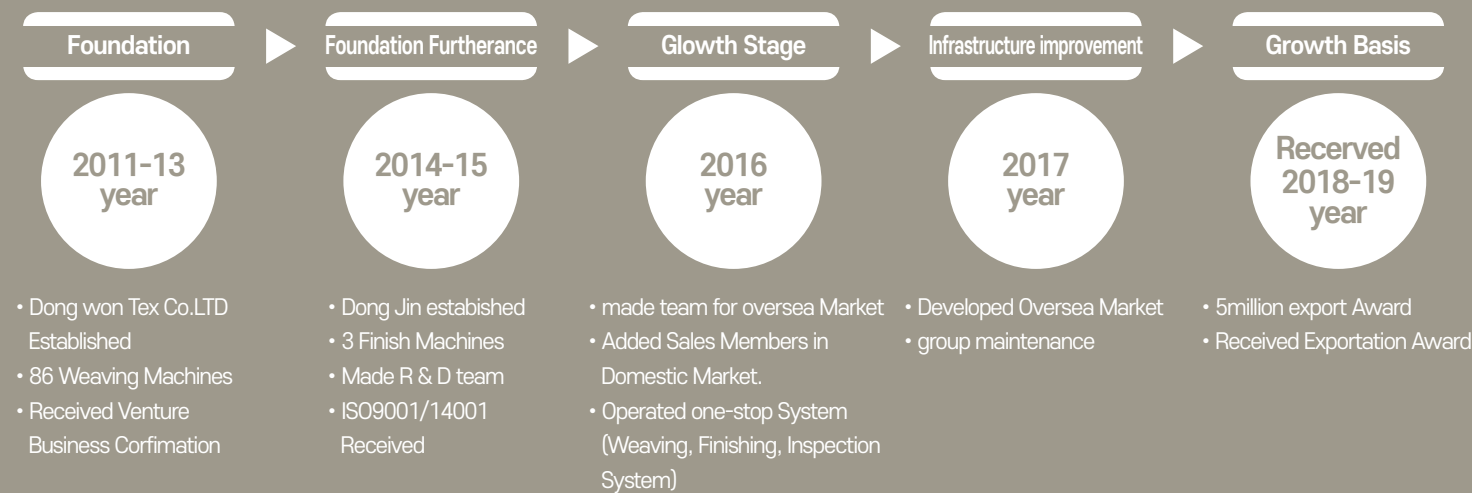 Foundation
Foundation Furtherance
Glowth Stage
Infrastructure improvement
Growth Basis
2011-13
year
2014-15
year
2016
year
2017
year
Recerved
2018-19
year
• Dong won Tex Co.LTD
Established
• 86 Weaving Machines
• Received Venture
Business Corfimation
• Dong Jin estabished
• 3 Finish Machines
• Made R & D team
• ISO9001/14001
Received
• made team for oversea Market
• Added Sales Members in
Domestic Market.
• Operated one-stop System
(Weaving, Finishing, Inspection
System)
• Developed Oversea Market
• group maintenance
• 5million export Award
• Received Exportation Award